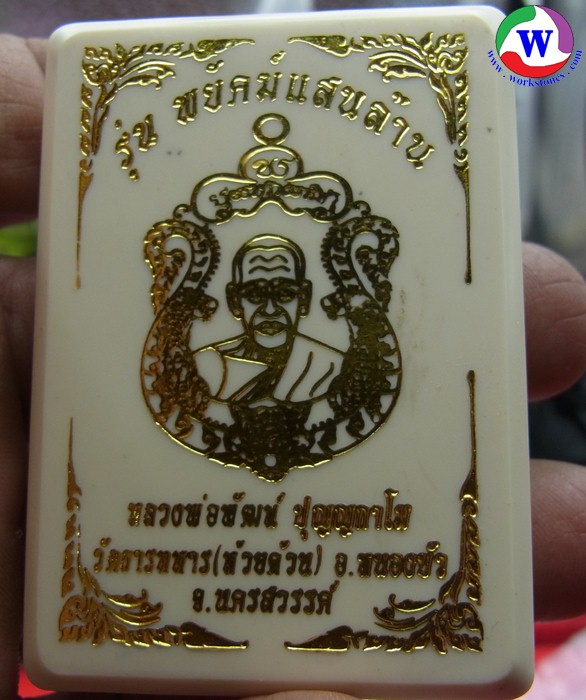 รุ่น พยัคฆ์แสนล้าน
หลวงพ่อพัฒน์ ปุญญกาโม
วัดธารทหาร(ห้วยด้วน) อ.หนองบัว
จ.นครสวรรค์
W
www.workstones.com